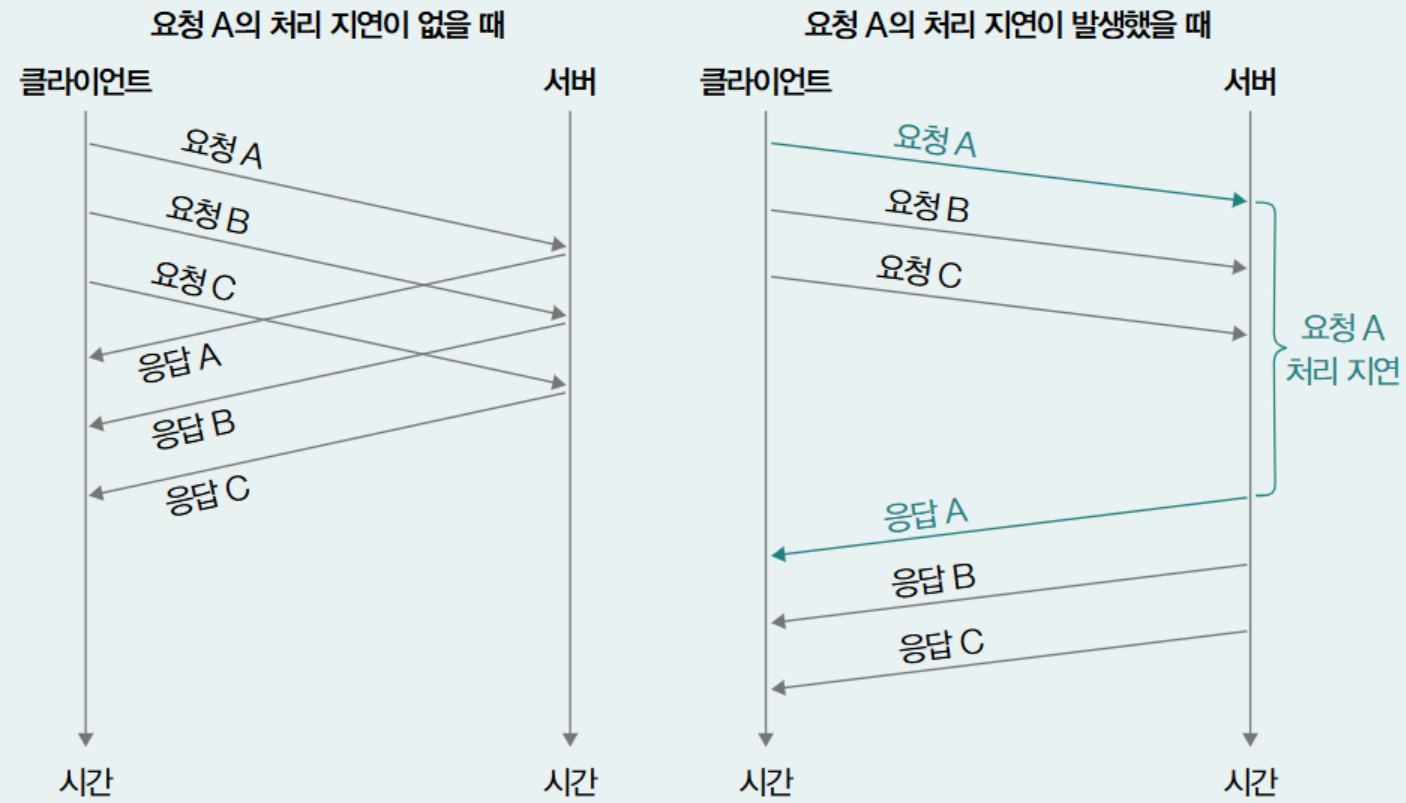 요청 A의 처리 지연이 없을 때
클라이언트
서버
요청 A
요청 B
요청 C
응답 A
응답 B
응답 C
시간
시간
요청 A의 처리 지연이 발생했을 때
클라이언트
서버
요청 A
요청 B
요청 C
요청 A
처리 지연
응답 A
응답 B
응답 C
시간
시간